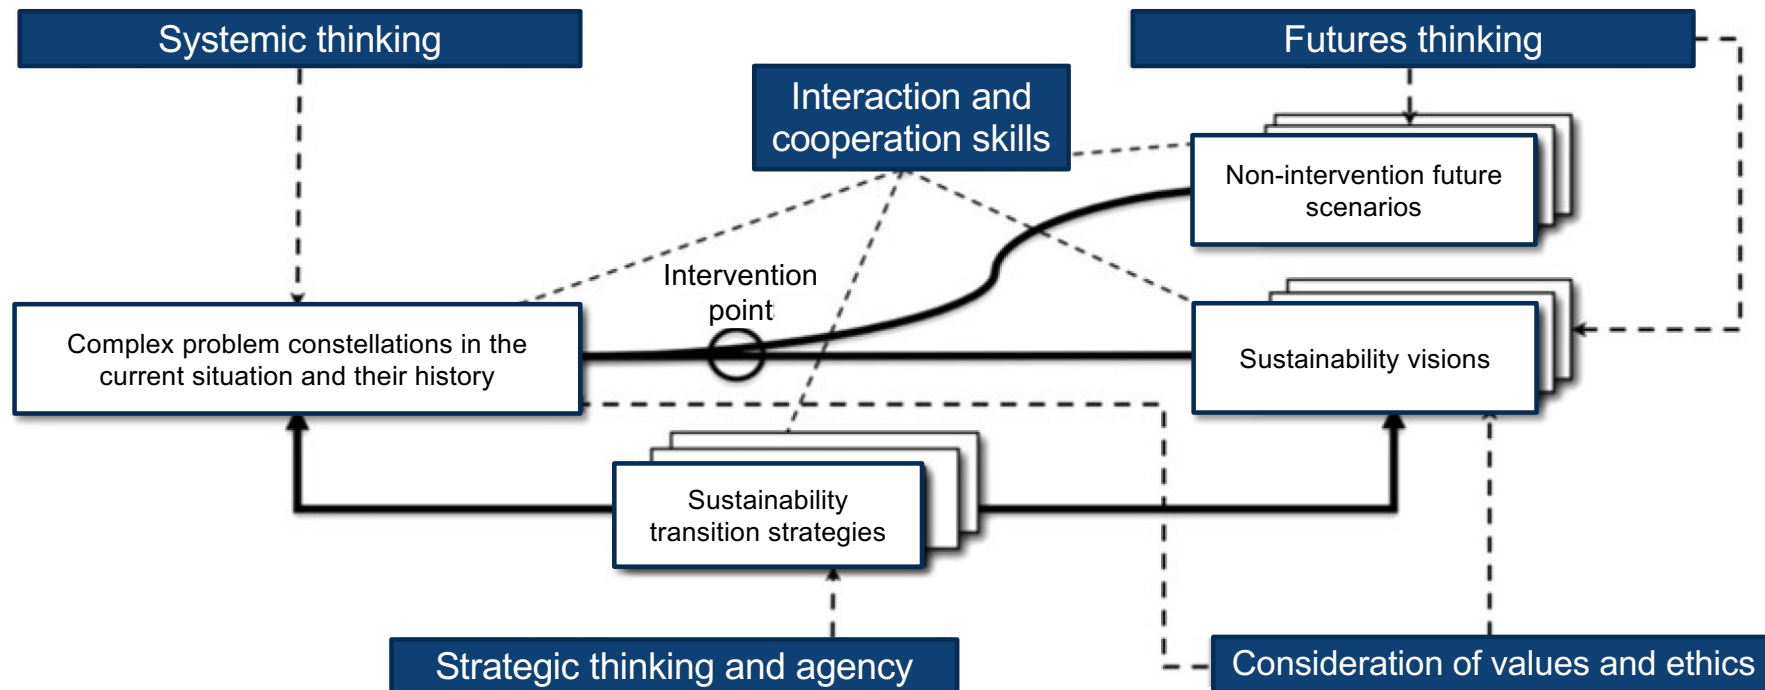 Systemic thinking
Futures thinking
Interaction and
cooperation skills
Non-intervention future
scenarios
Intervention
point
Complex problem constellations in the
current situation and their history
Sustainability visions
Sustainability
transition strategies
Strategic thinking and agency
Consideration of values and ethics